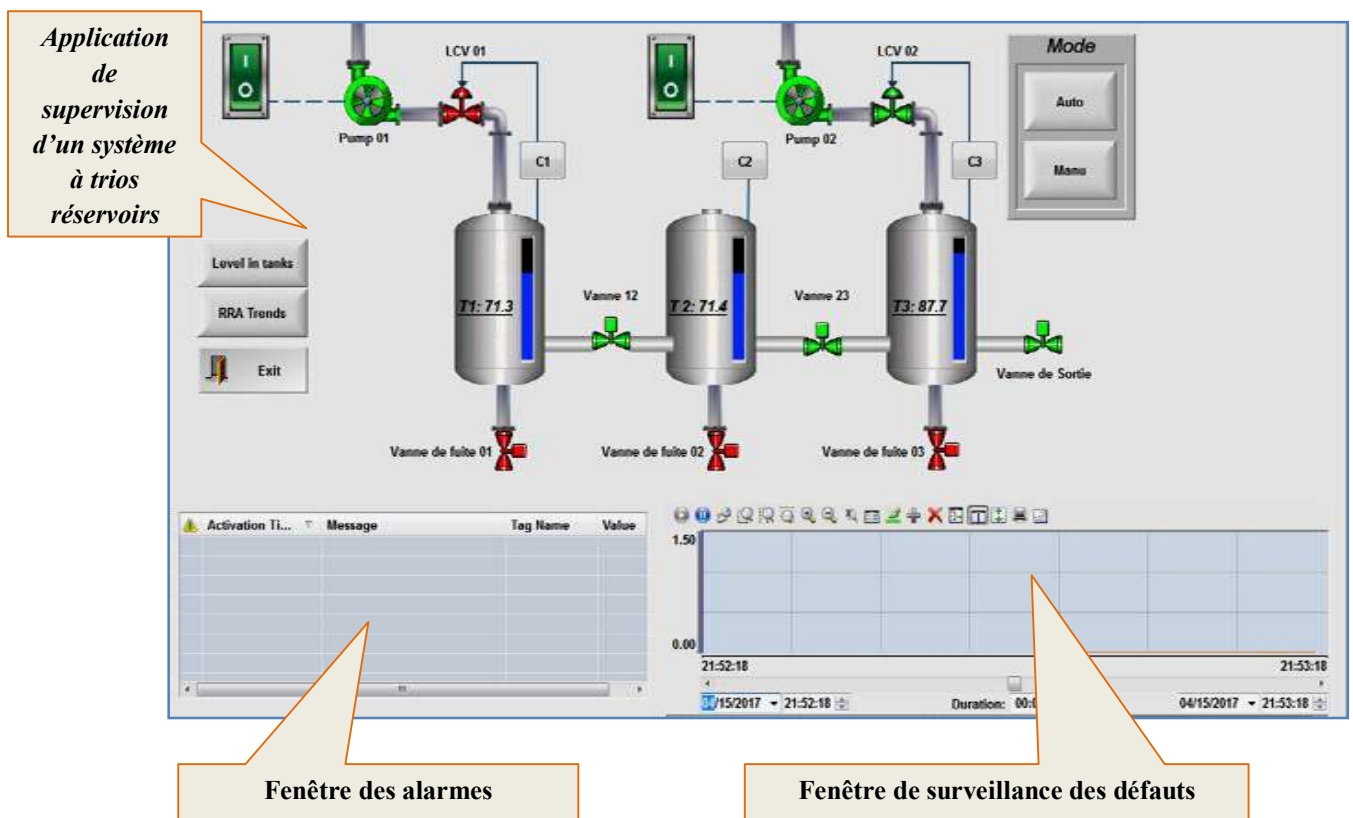 Application
de
supervision
d'un système
à trios
réservoirs
LCV 01
LCV 02
Mode
I
O
I
O
Auto
Pump 01
Pump 02
C1
C2
C3
Manu
Level in tanks
RRA Trends
Exit
Vanne 12
Vanne 23
T1: 71.3
T 2: 71.4
T3: 87.7
Vanne de Sortie
Vanne de fuite 01
Vanne de fuite 02
Vanne de fuite 03
Activation Ti... Message Tag Name Value
1.50
0.00
21:52:18 21:53:18
04/15/2017 21:52:18 Duration: 00:0 04/15/2017 21:53:18
Fenêtre des alarmes
Fenêtre de surveillance des défauts